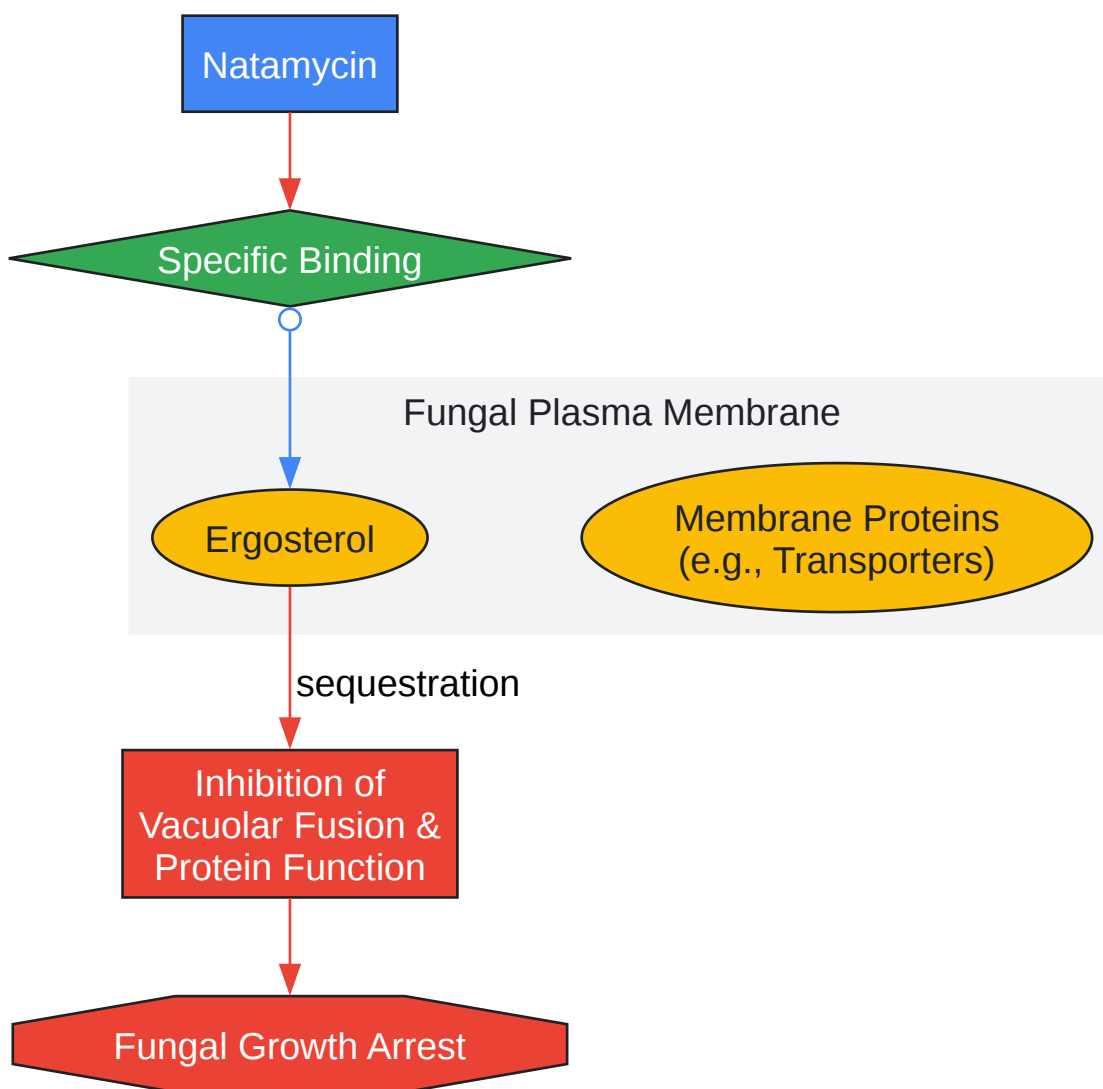 Natamycin
Specific Binding
Fungal Plasma Membrane
Ergosterol
Membrane Proteins
(e.g., Transporters)
sequestration
Inhibition of
Vacuolar Fusion &
Protein Function
Fungal Growth Arrest